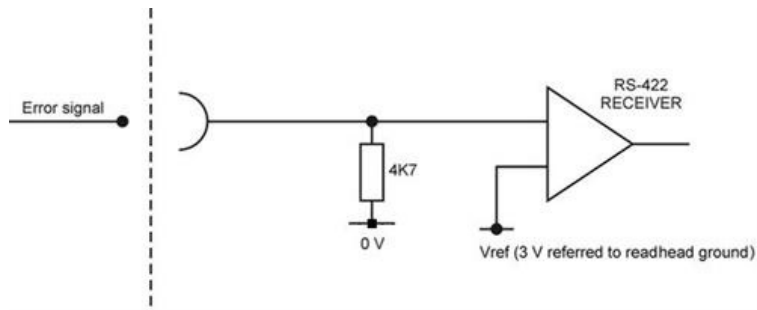 Error signal
RS-422
RECEIVER
4K7
0 V
Vref (3 V referred to readhead ground)